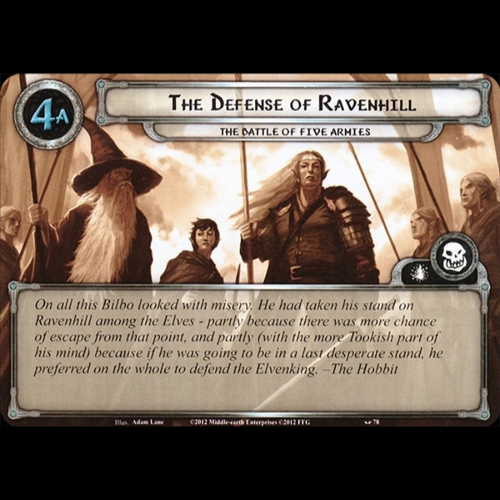 4A
THE DEFENSE OF RAVENHILL
THE BATTLE OF FIVE ARMIES
On all this Bilbo looked with misery. He had taken his stand on
Ravenhill among the Elves - partly because there was more chance
of escape from that point, and partly (with the more Tookish part of
his mind) because if he was going to be in a last desperate stand, he
preferred on the whole to defend the Elvenking. –The Hobbit
Illus. Adam Lane ©2012 Middle-earth Enterprises ©2012 FFG 78